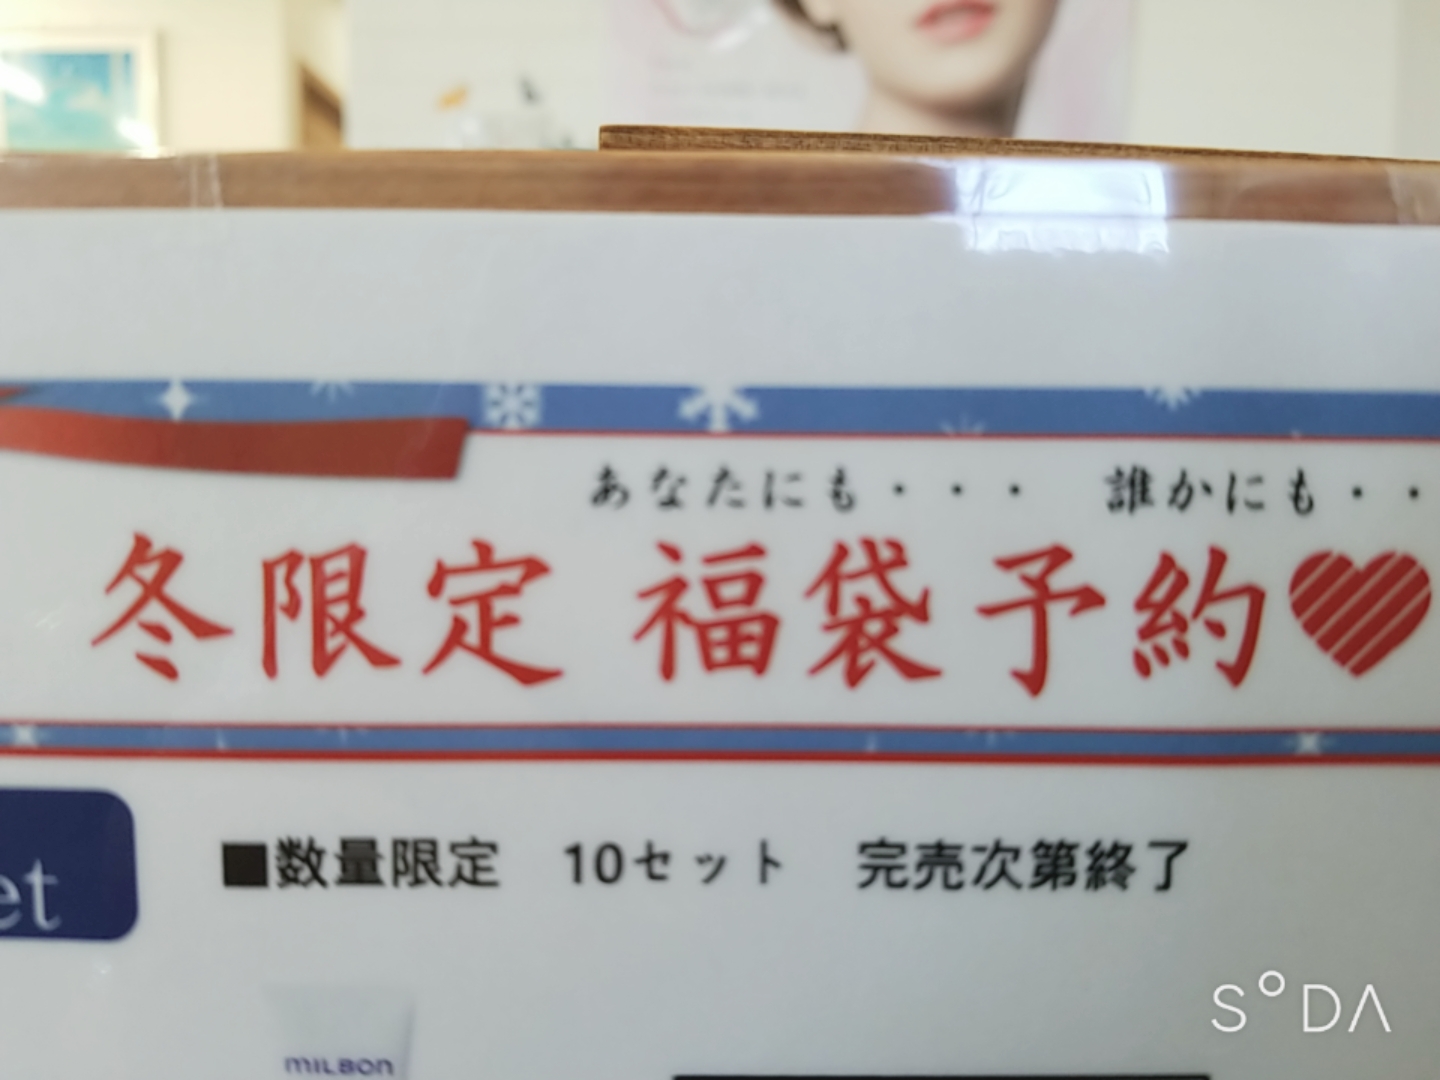 あなたにも・・・　誰かにも・・
冬限定 福袋予約
et
■数量限定　10セット　完売次第終了
MILBON
SODA